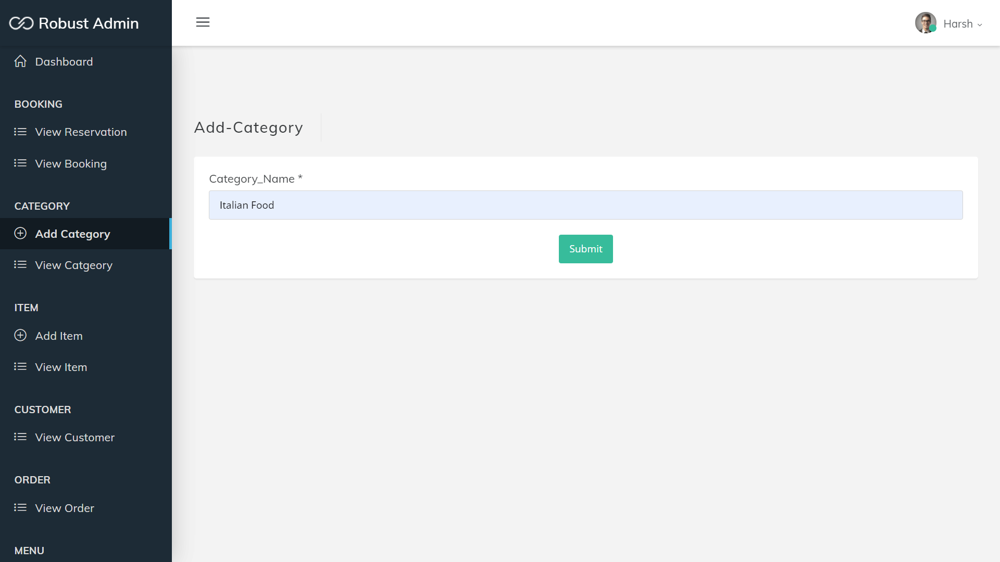 Robust Admin
Harsh
Dashboard
BOOKING
View Reservation
View Booking
CATEGORY
Add Category
View Catgeory
ITEM
Add Item
View Item
CUSTOMER
View Customer
ORDER
View Order
MENU
Add-Category
Category_Name *
Italian Food
Submit